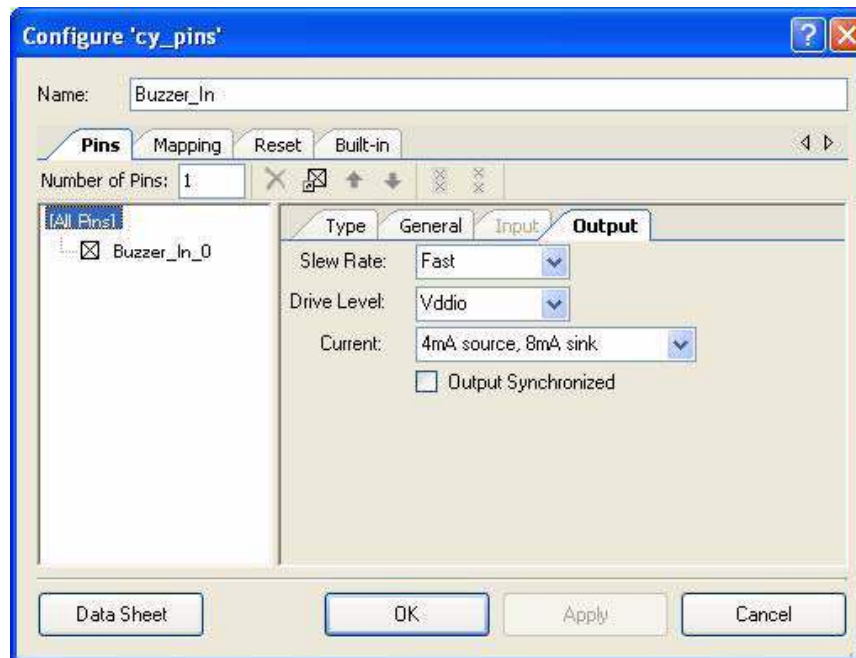 Configure 'cy_pins'
Name: Buzzer_In
Pins Mapping Reset Built-in
Number of Pins: 1
[All Pins]
Buzzer_In_0
Type General Input Output
Slew Rate: Fast
Drive Level: Vddio
Current: 4mA source, 8mA sink
Output Synchronized
Data Sheet OK Apply Cancel